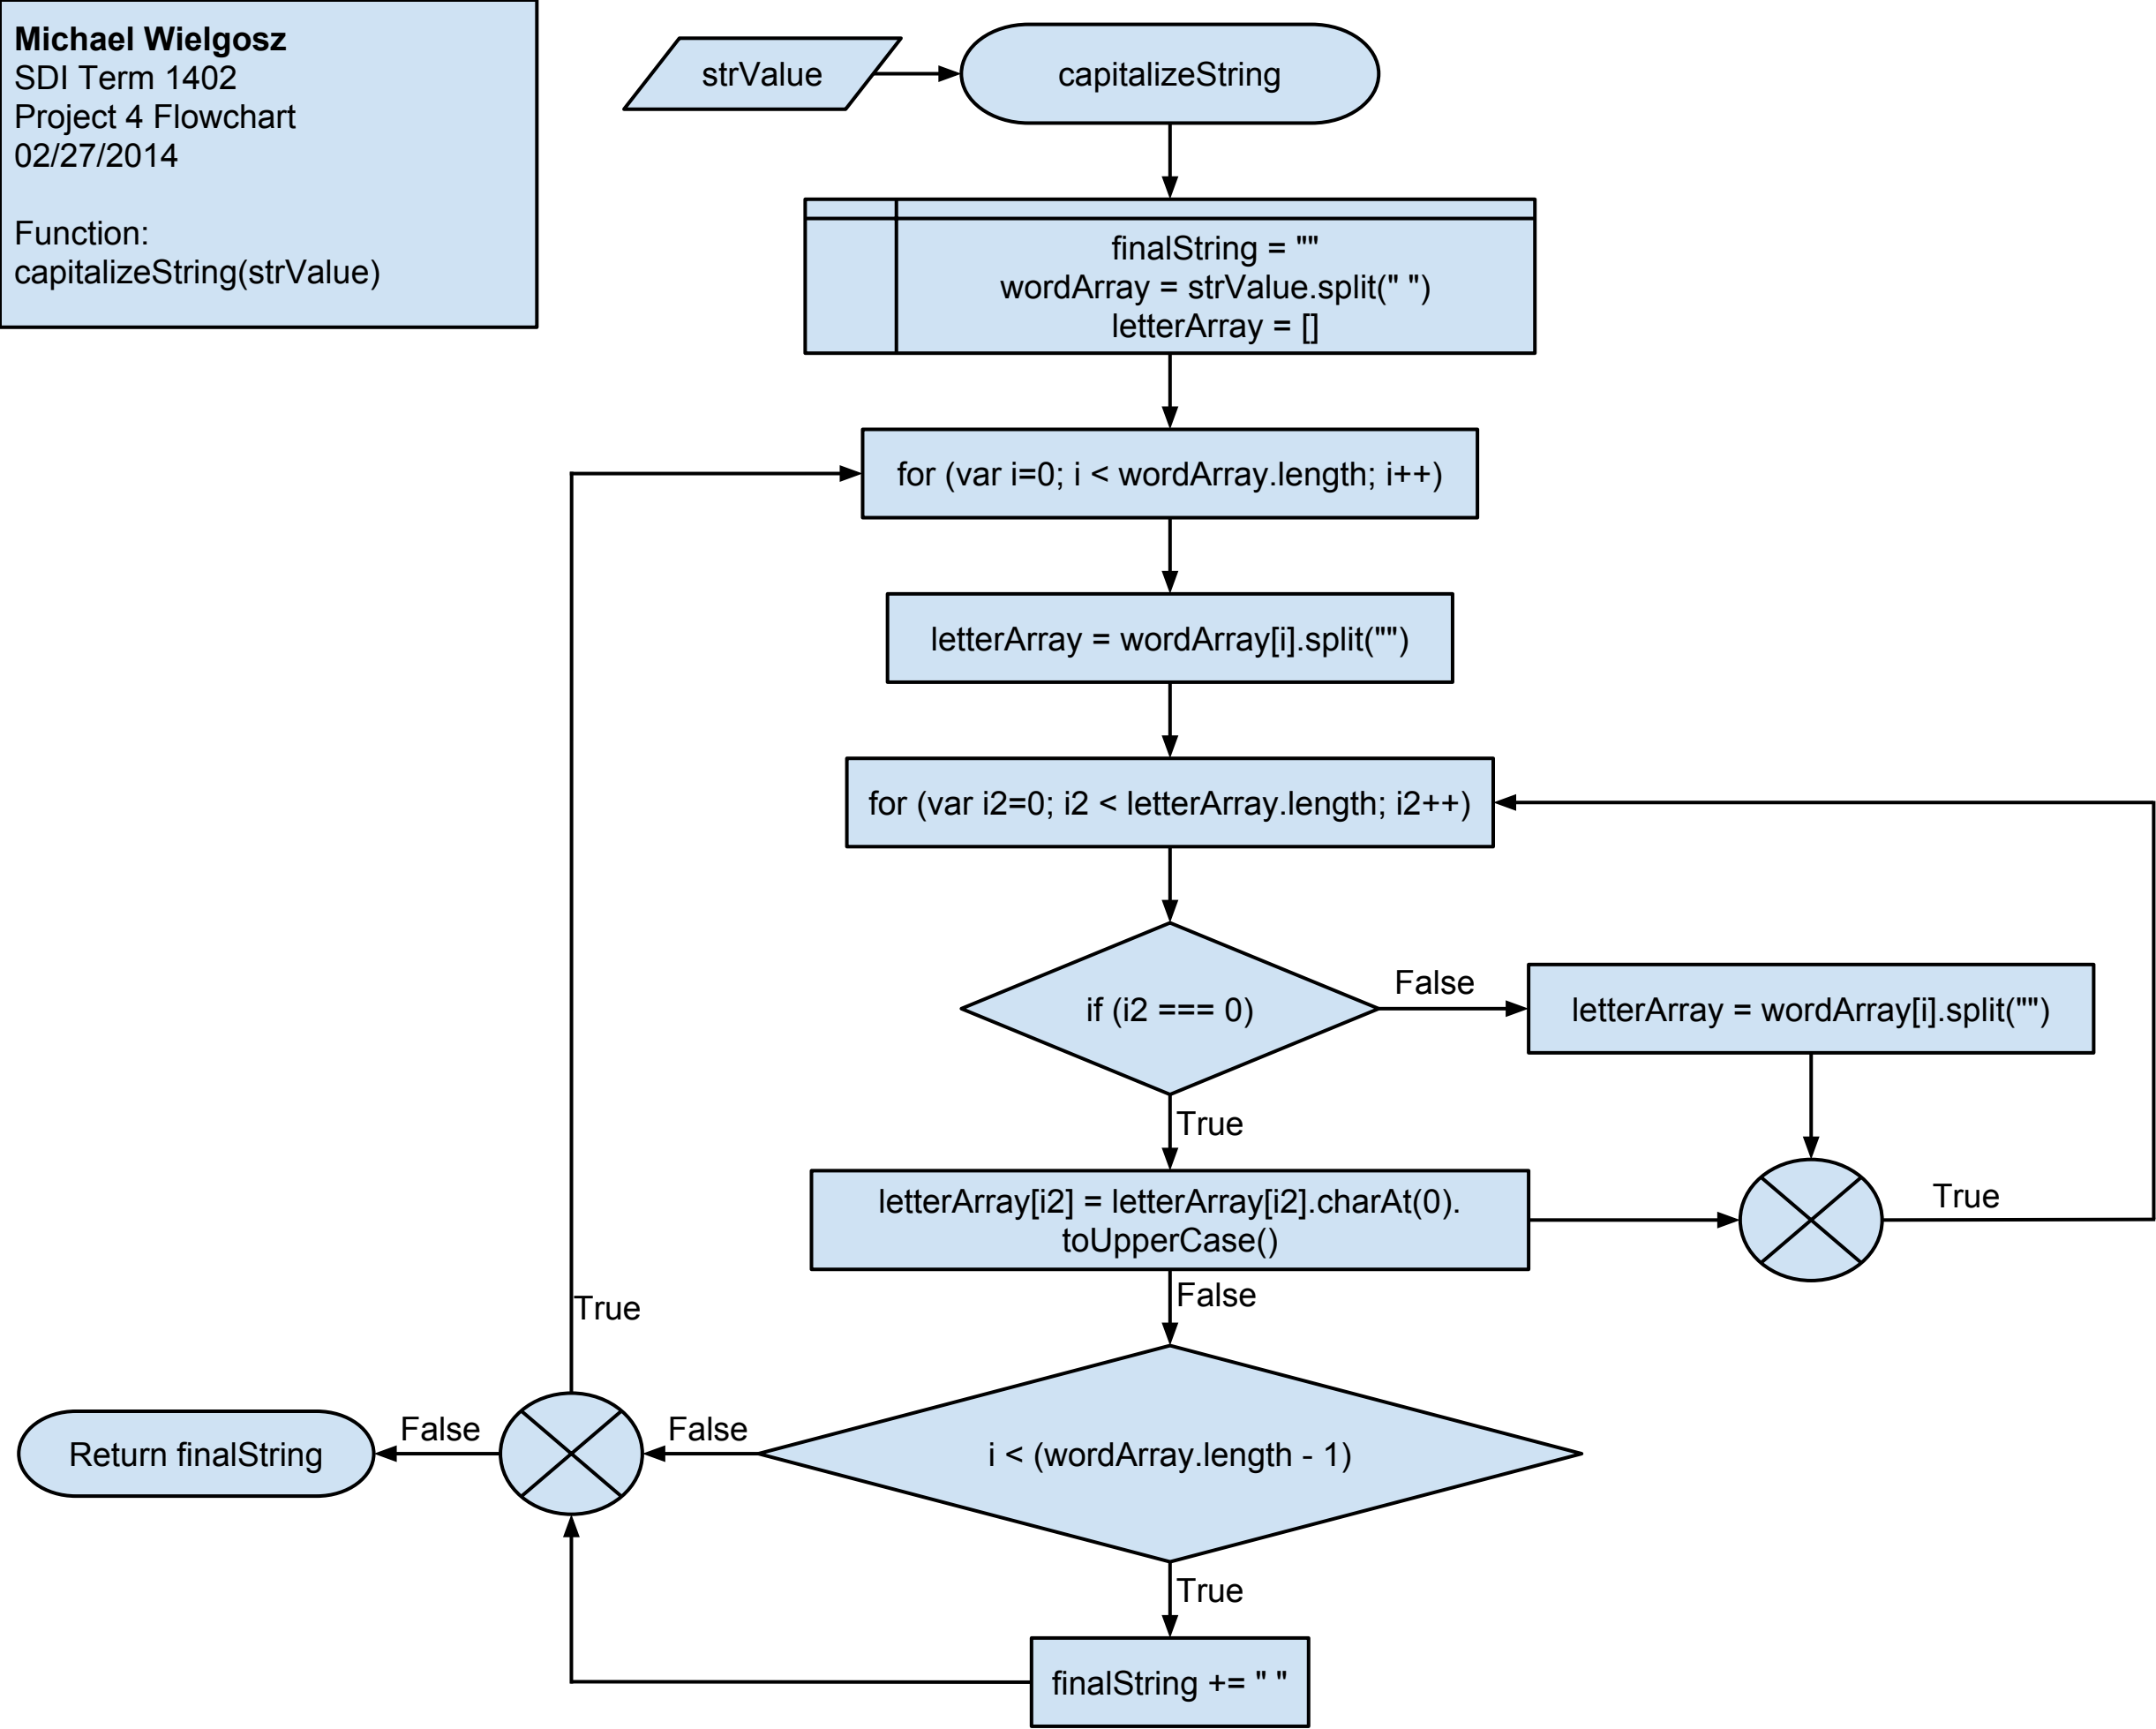 Michael Wielgosz
SDI Term 1402
Project 4 Flowchart
02/27/2014
Function:
capitalizeString(strValue)
strValue
capitalizeString
finalString = ""
wordArray = strValue.split(" ")
letterArray = []
for (var i=0; i < wordArray.length; i++)
letterArray = wordArray[i].split("")
for (var i2=0; i2 < letterArray.length; i2++)
if (i2 === 0)
False
letterArray = wordArray[i].split("")
True
letterArray[i2] = letterArray[i2].charAt(0).
toUpperCase()
True
False
True
i < (wordArray.length - 1)
False
False
Return finalString
True
finalString += " "